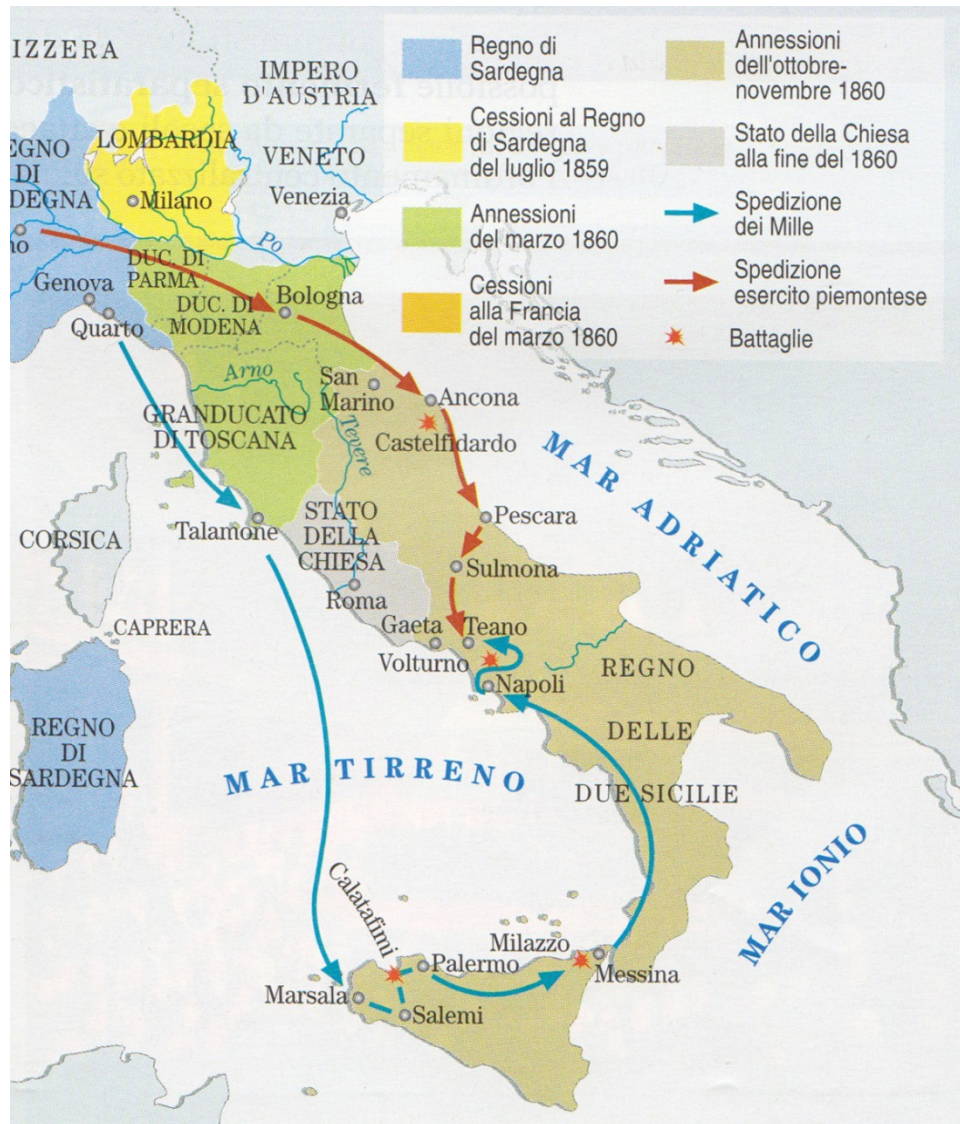 IZZERA
IMPERO
D'AUSTRIA
LOMBARDIA
VENETO
EGNO
DI
RDEGNA
Milano
Venezia
Po
no
DUC. DI
PARMA
Genova
DUC. DI
MODENA
Bologna
Quarto
Arno
San
Marino
Ancona
GRANDUCATO
DI TOSCANA
Tevere
Castelfidardo
MAR ADRIATICO
Talamone
STATO
DELLA
CHIESA
Pescara
CORSICA
Sulmona
Roma
CAPRERA
Gaeta
Teano
Volturno
Napoli
REGNO
DELLE
DUE SICILIE
REGNO
DI
SARDEGNA
MAR TIRRENO
MAR IONIO
Calatafimi
Milazzo
Palermo
Messina
Marsala
Salemi
Regno di
Sardegna
Cessioni al Regno
di Sardegna
del luglio 1859
Annessioni
del marzo 1860
Cessioni
alla Francia
del marzo 1860
Annessioni
dell'ottobre-
novembre 1860
Stato della Chiesa
alla fine del 1860
Spedizione
dei Mille
Spedizione
esercito piemontese
Battaglie